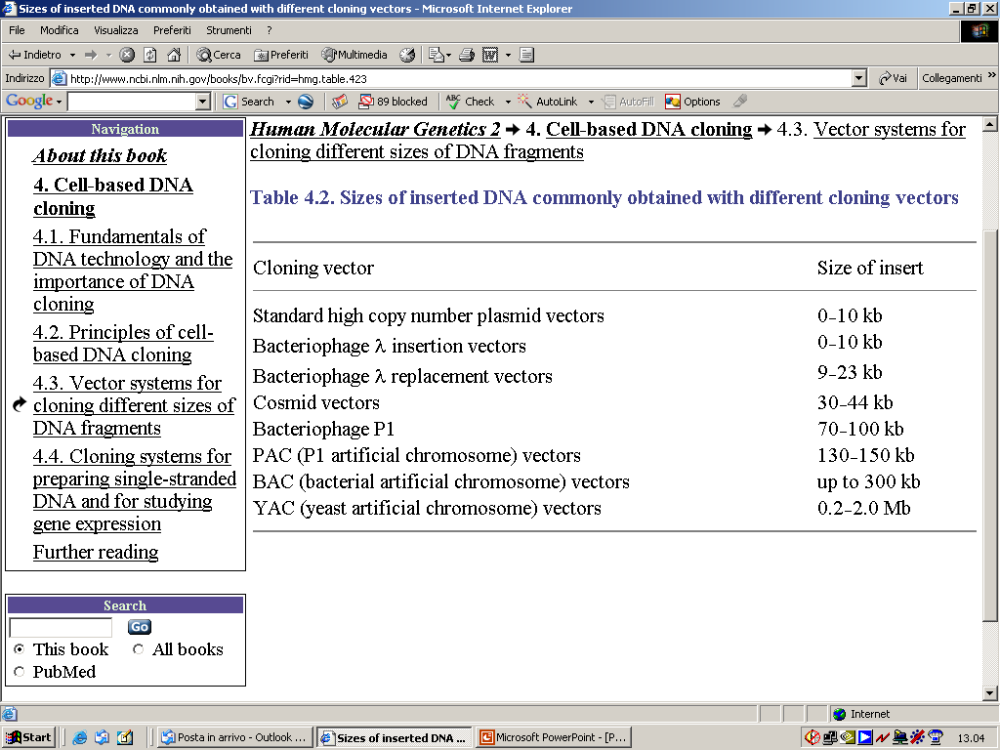 Sizes of inserted DNA commonly obtained with different cloning vectors - Microsoft Internet Explorer
File Modifica Visualizza Preferiti Strumenti ?
Indietro Cerca Preferiti Multimedia
Indirizzo http://www.ncbi.nlm.nih.gov/books/bv.fcgi?rid=hmg.table.423 Vai Collegamenti »
Google Search 89 blocked ABC Check AutoLink AutoFill Options
Navigation
About this book
4. Cell-based DNA
cloning
4.1. Fundamentals of
DNA technology and the
importance of DNA
cloning
4.2. Principles of cell-
based DNA cloning
4.3. Vector systems for
cloning different sizes of
DNA fragments
4.4. Cloning systems for
preparing single-stranded
DNA and for studying
gene expression
Further reading
Search
Go
This book All books
PubMed
Human Molecular Genetics 2 ➔ 4. Cell-based DNA cloning ➔ 4.3. Vector systems for
cloning different sizes of DNA fragments
Table 4.2. Sizes of inserted DNA commonly obtained with different cloning vectors
Cloning vector Size of insert
Standard high copy number plasmid vectors 0–10 kb
Bacteriophage λ insertion vectors 0–10 kb
Bacteriophage λ replacement vectors 9–23 kb
Cosmid vectors 30–44 kb
Bacteriophage P1 70–100 kb
PAC (P1 artificial chromosome) vectors 130–150 kb
BAC (bacterial artificial chromosome) vectors up to 300 kb
YAC (yeast artificial chromosome) vectors 0.2–2.0 Mb
Internet
Start Posta in arrivo - Outlook ... Sizes of inserted DNA ... Microsoft PowerPoint - [P... 13.04